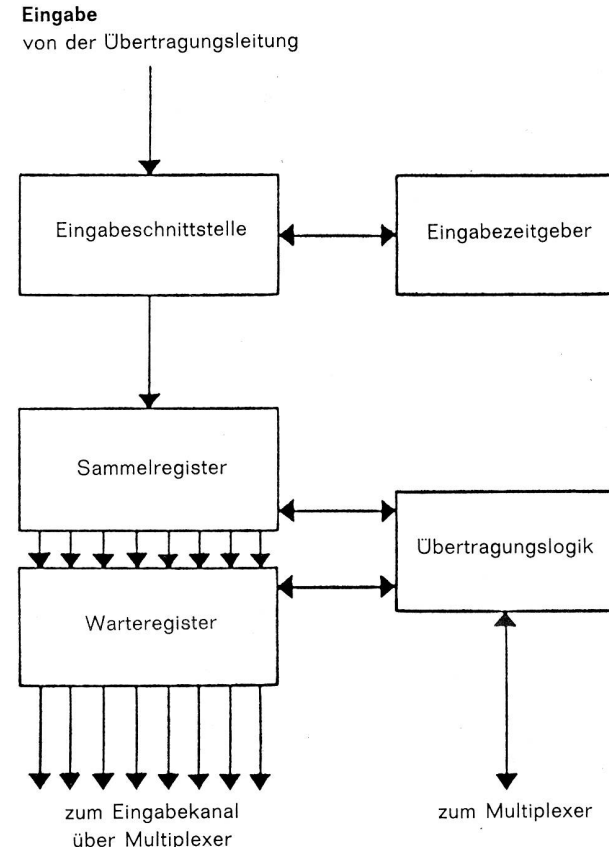 Eingabe
von der Übertragungsleitung
Eingabeschnittstelle
Eingabezeitgeber
Sammelregister
Übertragungslogik
Warteregister
zum Eingabekanal
über Multiplexer
zum Multiplexer